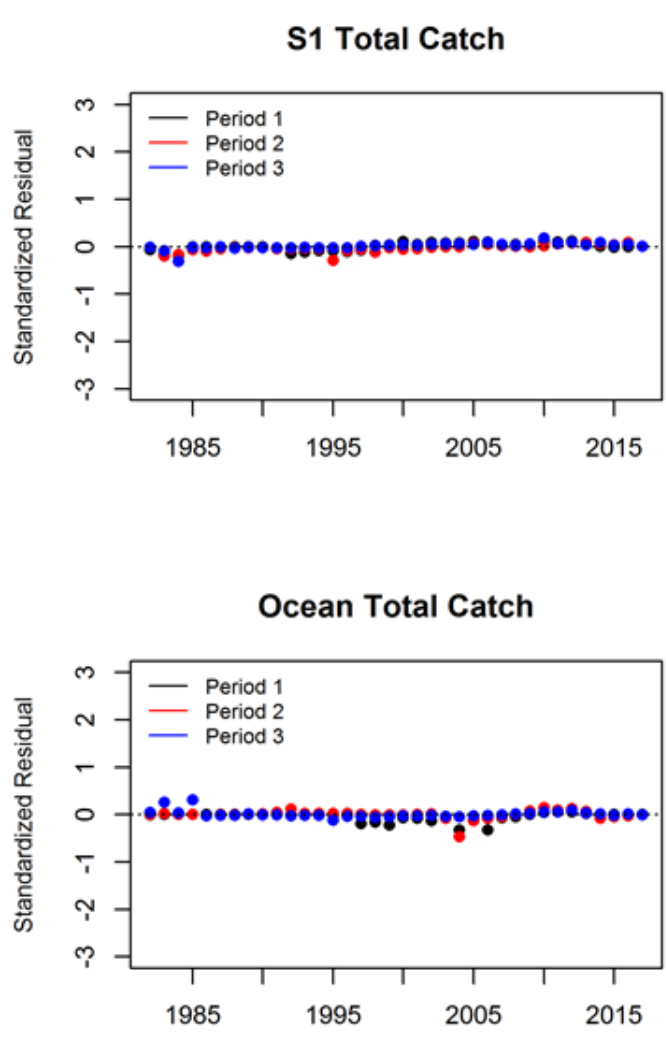 S1 Total Catch
Standardized Residual
3
2
1
0
-1
-2
-3
Period 1
Period 2
Period 3
1985 1995 2005 2015
Ocean Total Catch
Standardized Residual
3
2
1
0
-1
-2
-3
Period 1
Period 2
Period 3
1985 1995 2005 2015